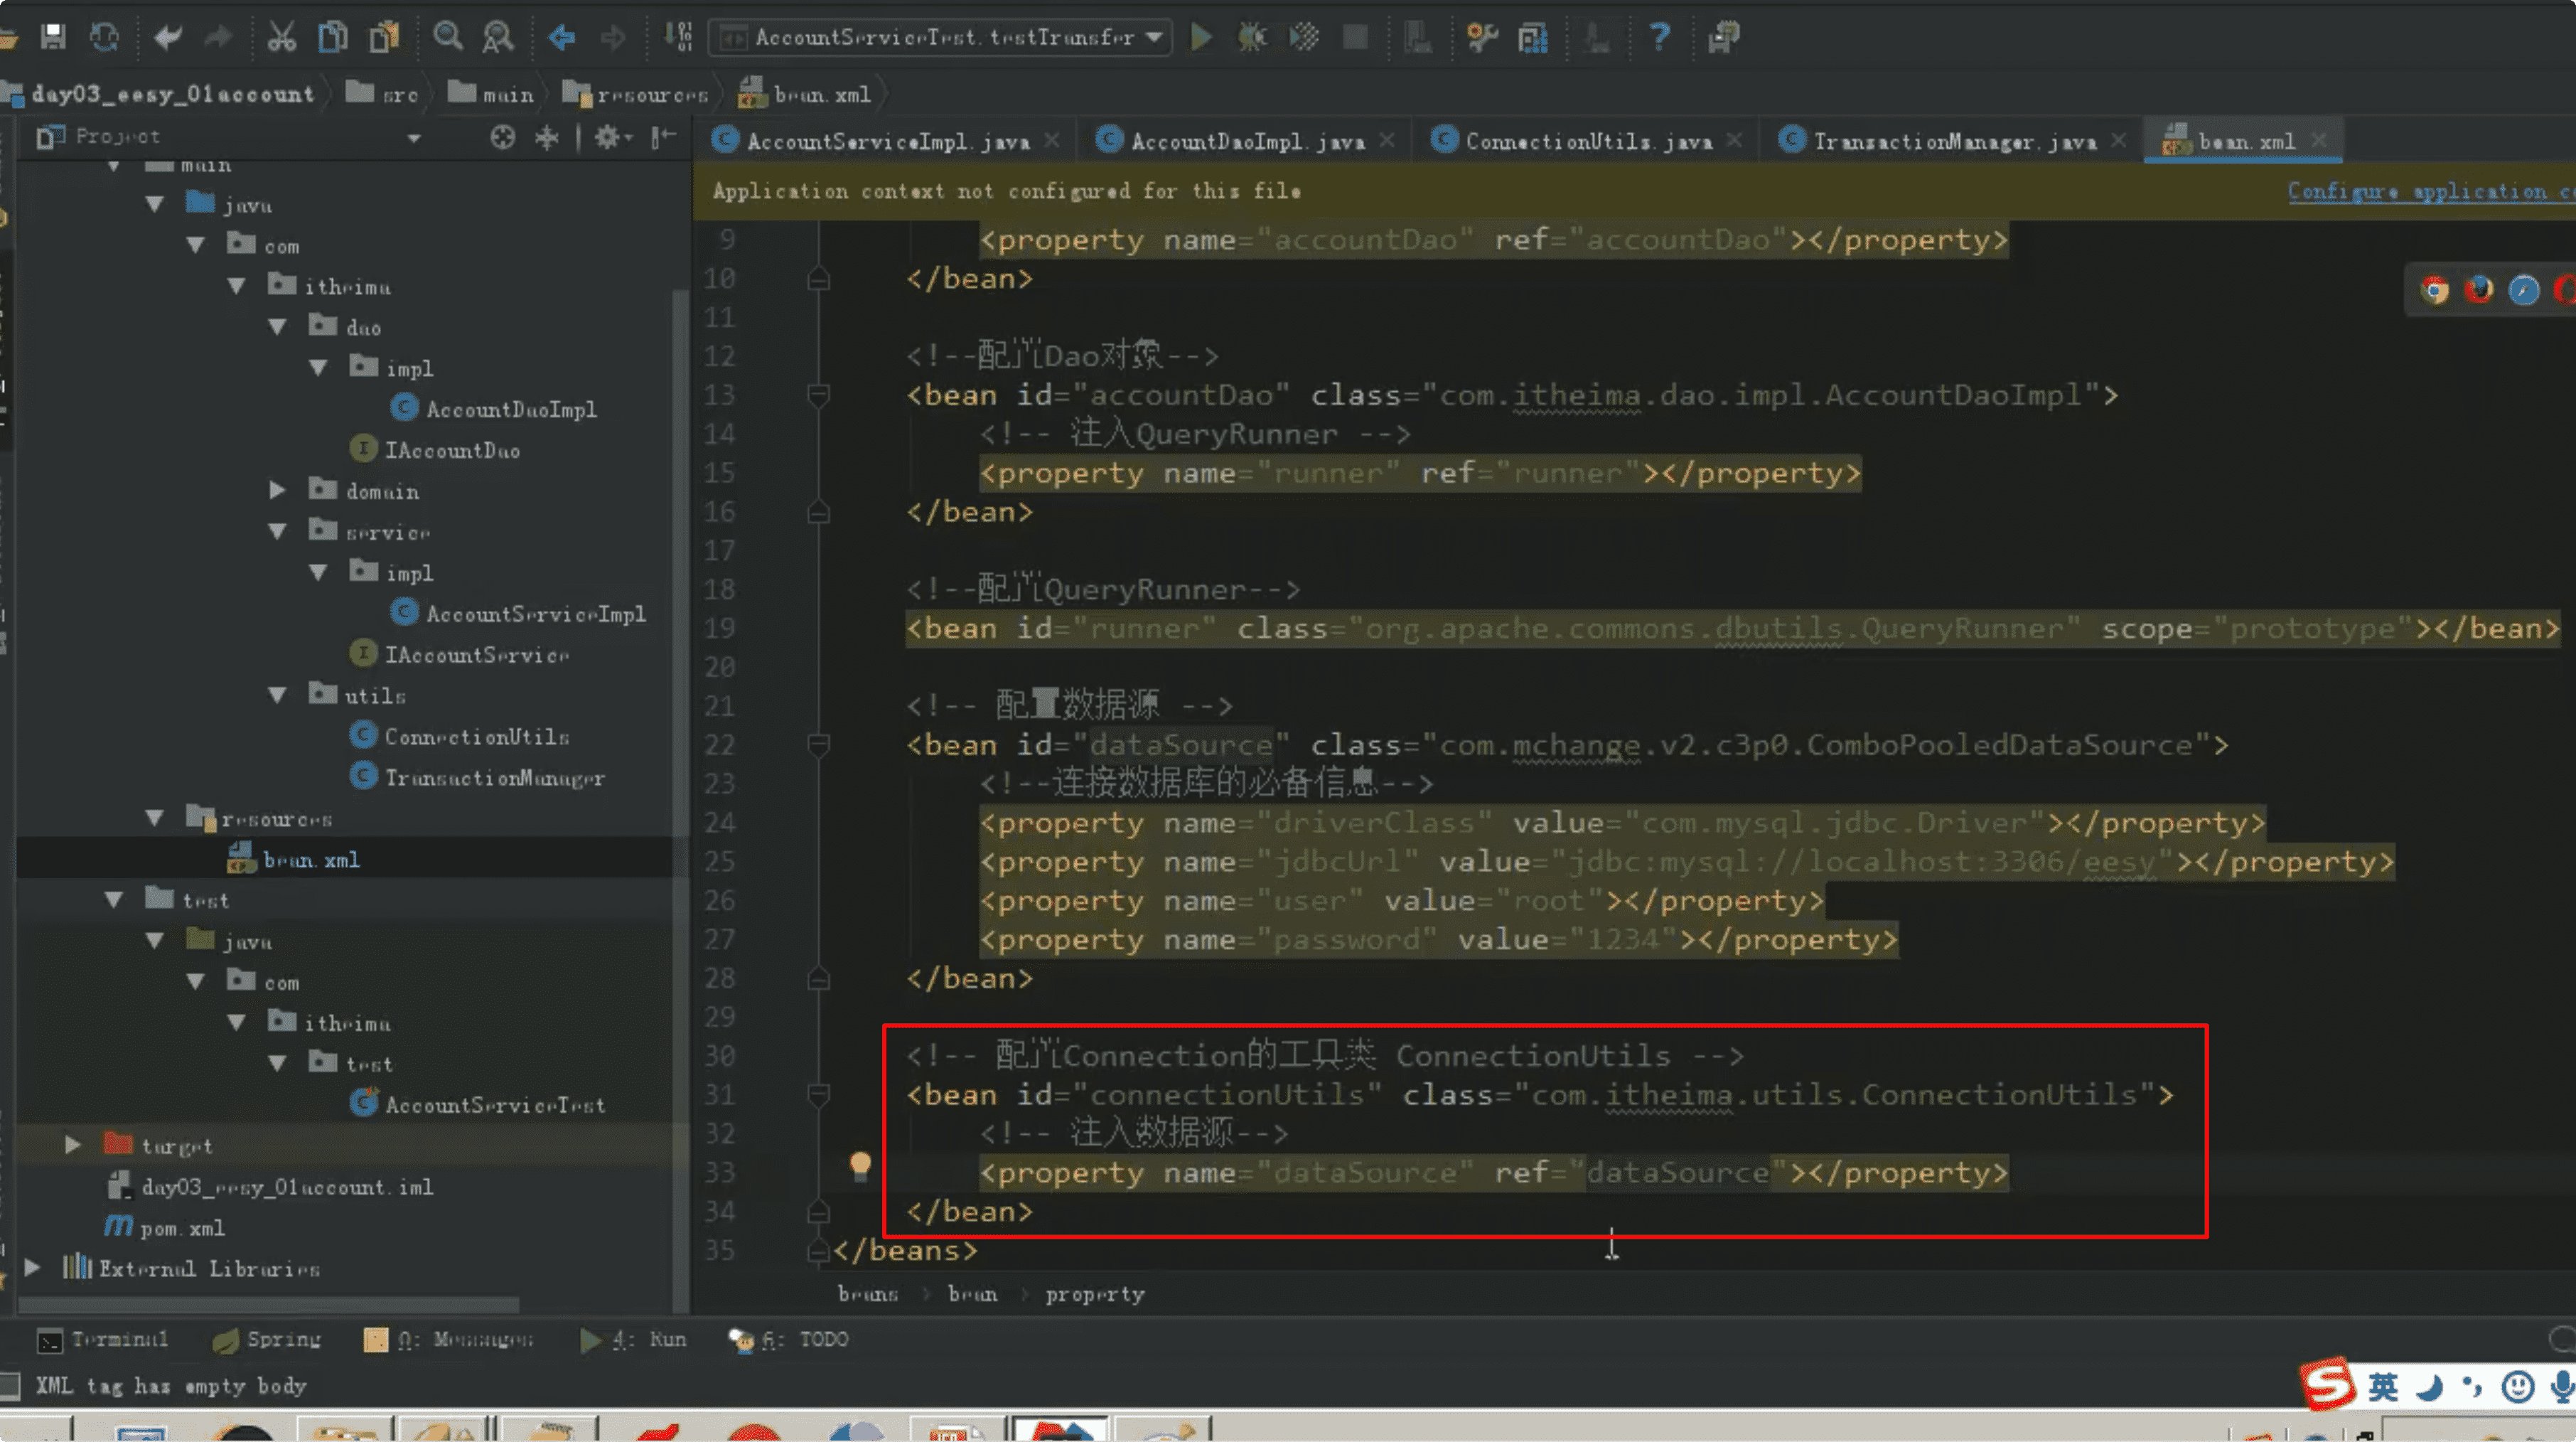 AccountServiceTest.testTransfer
day03_eesy_01account src main resources bean.xml
Project
main
java
com
itheima
dao
impl
AccountDaoImpl
IAccountDao
domain
service
impl
AccountServiceImpl
IAccountService
utils
ConnectionUtils
TransactionManager
resources
bean.xml
test
java
com
itheima
test
AccountServiceTest
target
day03_eesy_01account.iml
pom.xml
External Libraries
AccountServiceImpl.java AccountDaoImpl.java ConnectionUtils.java TransactionManager.java bean.xml
Application context not configured for this file Configure application
9 <property name="accountDao" ref="accountDao"></property>
10 </bean>
11
12 <!--配置Dao对象-->
13 <bean id="accountDao" class="com.itheima.dao.impl.AccountDaoImpl">
14 <!-- 注入QueryRunner -->
15 <property name="runner" ref="runner"></property>
16 </bean>
17
18 <!--配置QueryRunner-->
19 <bean id="runner" class="org.apache.commons.dbutils.QueryRunner" scope="prototype"></bean>
20
21 <!-- 配置数据源 -->
22 <bean id="dataSource" class="com.mchange.v2.c3p0.ComboPooledDataSource">
23 <!--连接数据库的必备信息-->
24 <property name="driverClass" value="com.mysql.jdbc.Driver"></property>
25 <property name="jdbcUrl" value="jdbc:mysql://localhost:3306/eesy"></property>
26 <property name="user" value="root"></property>
27 <property name="password" value="1234"></property>
28 </bean>
29
30 <!-- 配置Connection的工具类 ConnectionUtils -->
31 <bean id="connectionUtils" class="com.itheima.utils.ConnectionUtils">
32 <!-- 注入数据源-->
33 <property name="dataSource" ref="dataSource"></property>
34 </bean>
35 </beans>
beans bean property
Terminal Spring 0: Messages 4: Run 6: TODO
XML tag has empty body
英